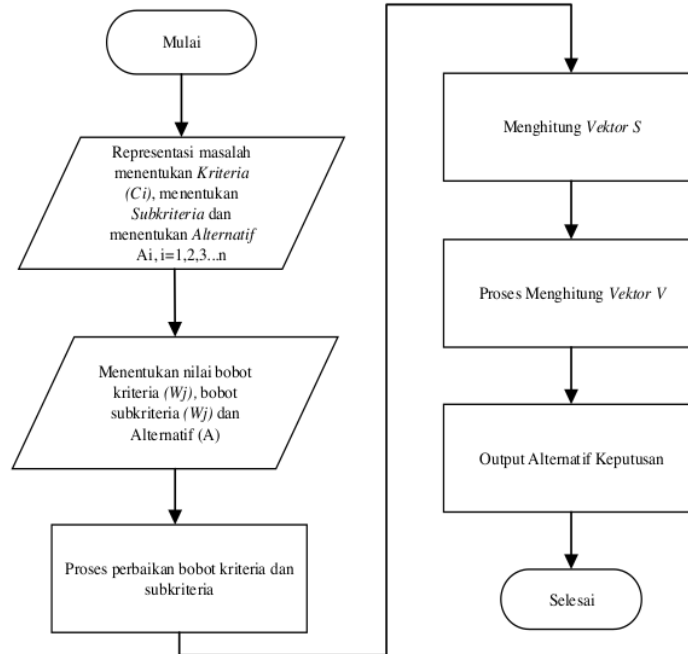 Mulai
Representasi masalah
menentukan Kriteria
(Ci), menentukan
Subkriteria dan
menentukan Alternatif
Ai, i=1,2,3...n
Menentukan nilai bobot
kriteria (Wj), bobot
subkriteria (Wj) dan
Alternatif (A)
Proses perbaikan bobot kriteria dan
subkriteria
Menghitung Vektor S
Proses Menghitung Vektor V
Output Alternatif Keputusan
Selesai